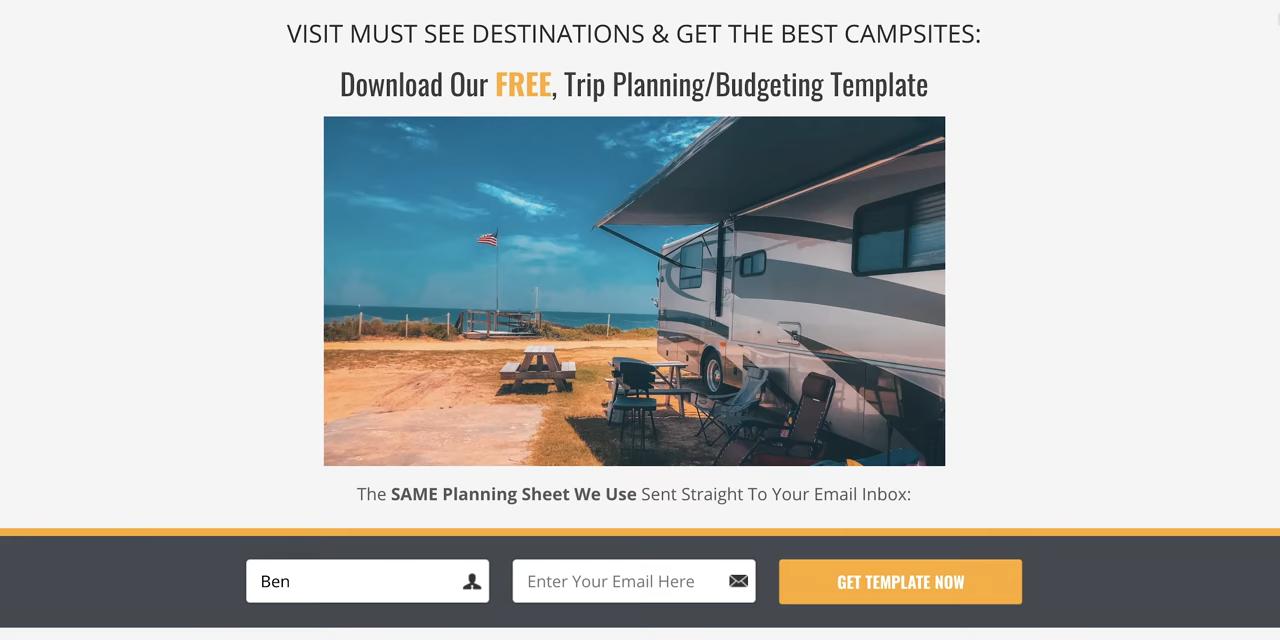 VISIT MUST SEE DESTINATIONS & GET THE BEST CAMPSITES:
Download Our FREE, Trip Planning/Budgeting Template
The SAME Planning Sheet We Use Sent Straight To Your Email Inbox:
Ben
Enter Your Email Here
GET TEMPLATE NOW